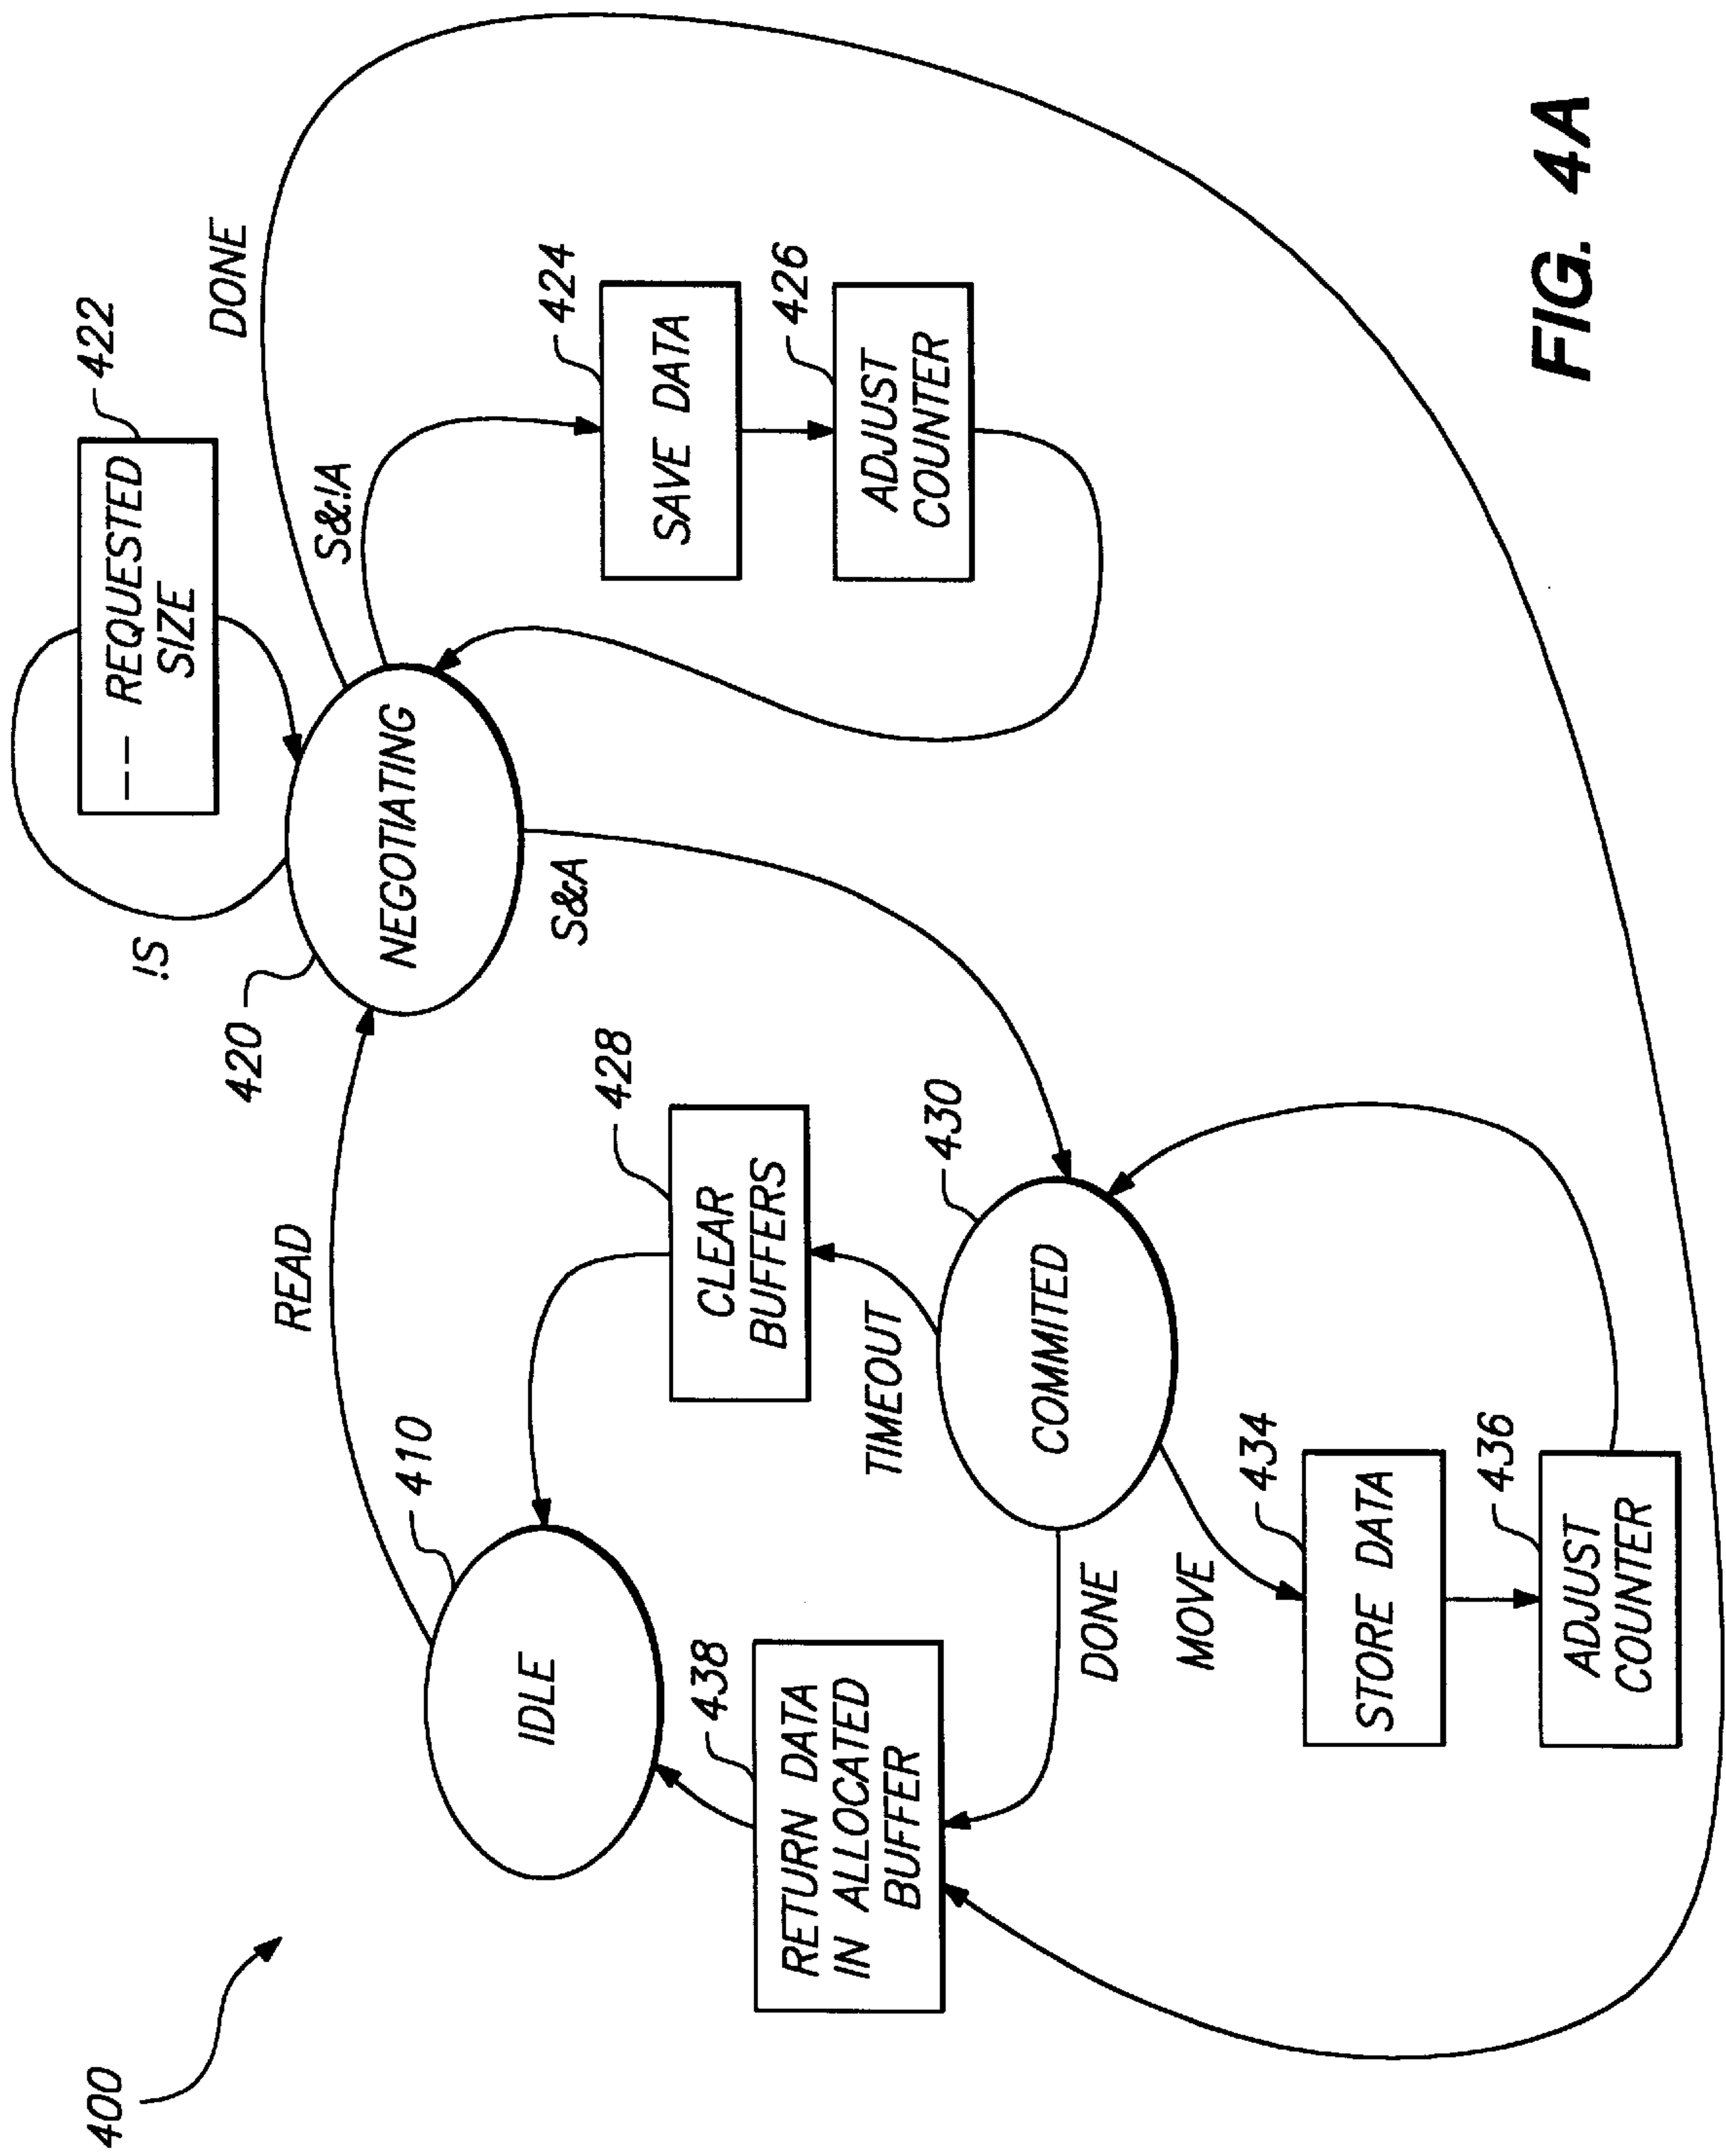 400
IDLE
410
READ
420
NEGOTIATING
!S
-- REQUESTED
SIZE
422
DONE
S&!A
SAVE DATA
424
ADJUST
COUNTER
426
S&A
CLEAR
BUFFERS
428
TIMEOUT
COMMITED
430
DONE
MOVE
RETURN DATA
IN ALLOCATED
BUFFER
438
STORE DATA
434
ADJUST
COUNTER
436
FIG. 4A